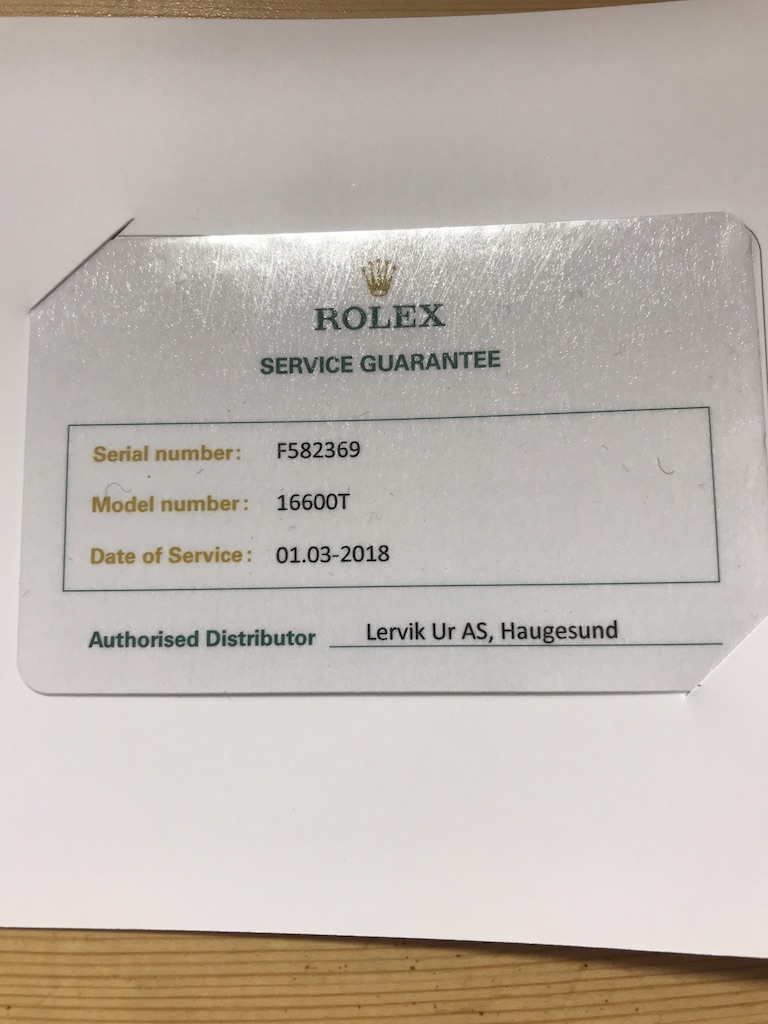 ROLEX
SERVICE GUARANTEE
Serial number: F582369
Model number: 16600T
Date of Service: 01.03-2018
Authorised Distributor Lervik Ur AS, Haugesund